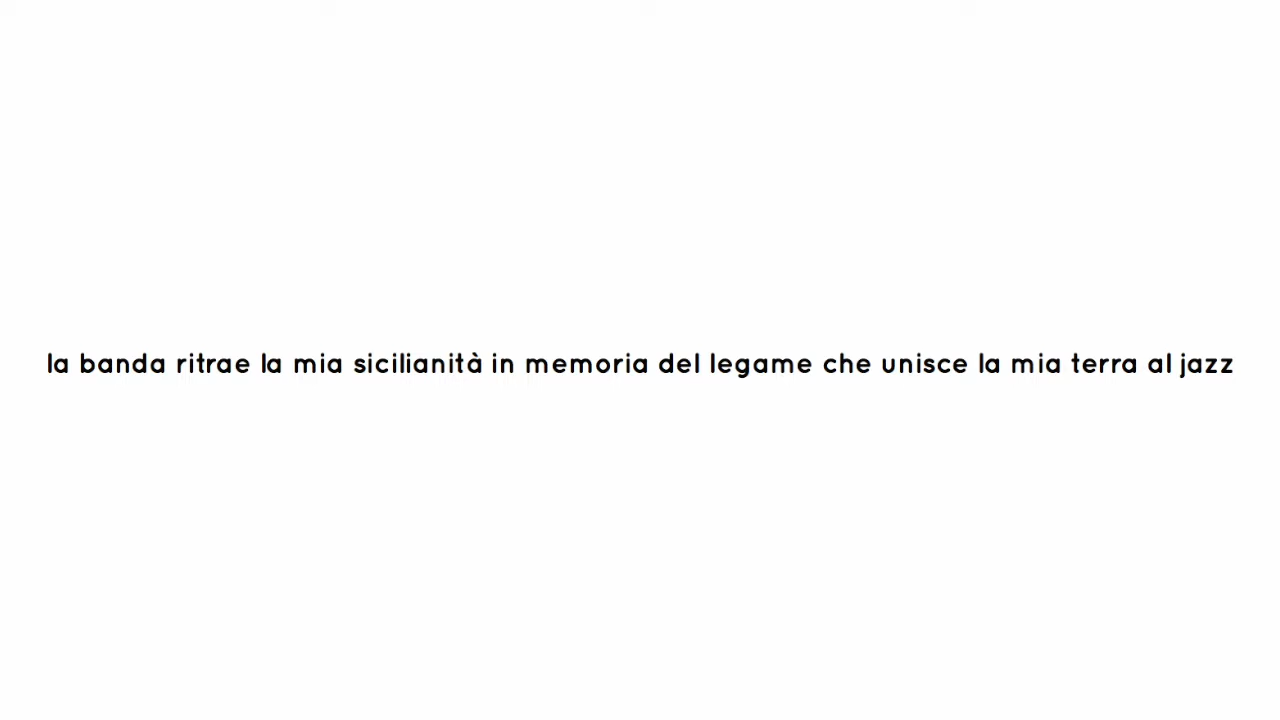 la banda ritrae la mia sicilianità in memoria del legame che unisce la mia terra al jazz